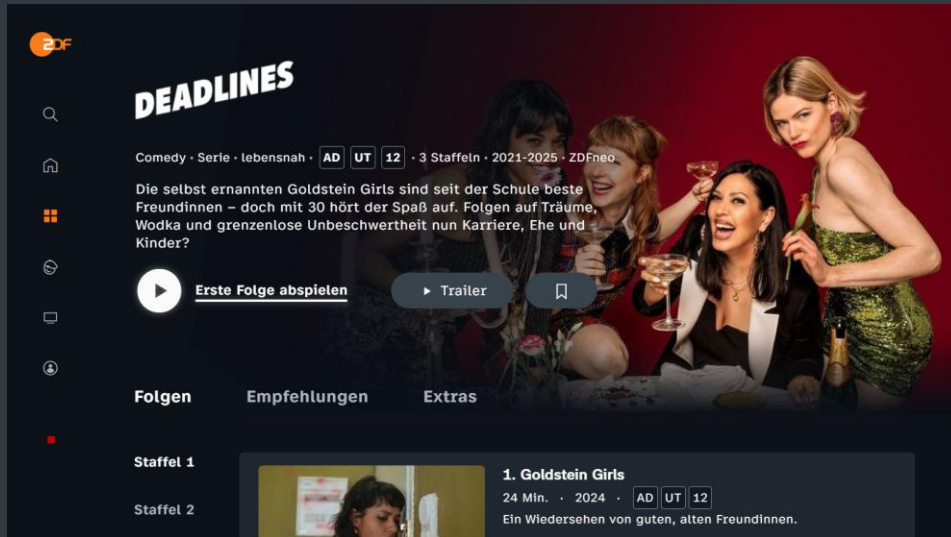 ZDF
DEADLINES
Comedy · Serie · lebensnah · AD UT 12 · 3 Staffeln · 2021-2025 · ZDFneo
Die selbst ernannten Goldstein Girls sind seit der Schule beste
Freundinnen – doch mit 30 hört der Spaß auf. Folgen auf Träume,
Wodka und grenzenlose Unbeschwertheit nun Karriere, Ehe und
Kinder?
Erste Folge abspielen
Trailer
Folgen Empfehlungen Extras
Staffel 1
Staffel 2
1. Goldstein Girls
24 Min. · 2024 · AD UT 12
Ein Wiedersehen von guten, alten Freundinnen.